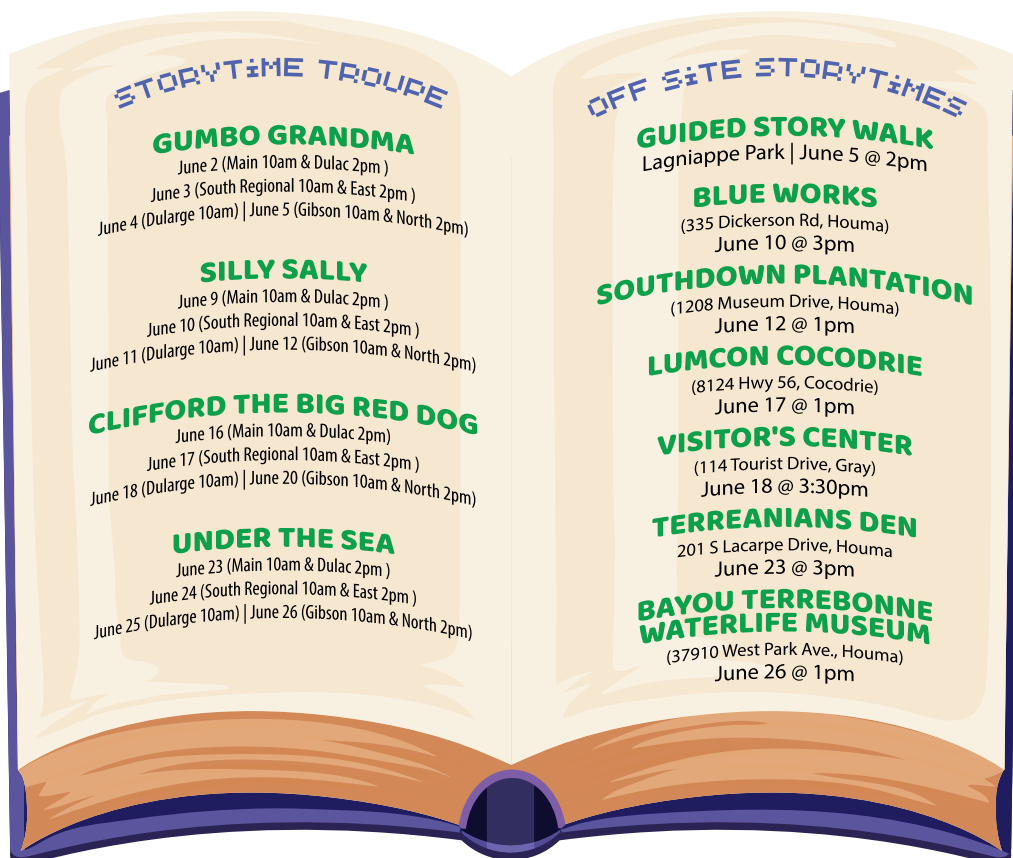 STORYTiME TROUPE
GUMBO GRANDMA
June 2 (Main 10am & Dulac 2pm )
June 3 (South Regional 10am & East 2pm )
June 4 (Dularge 10am) | June 5 (Gibson 10am & North 2pm)
SILLY SALLY
June 9 (Main 10am & Dulac 2pm )
June 10 (South Regional 10am & East 2pm )
June 11 (Dularge 10am) | June 12 (Gibson 10am & North 2pm)
CLIFFORD THE BIG RED DOG
June 16 (Main 10am & Dulac 2pm)
June 17 (South Regional 10am & East 2pm )
June 18 (Dularge 10am) | June 20 (Gibson 10am & North 2pm)
UNDER THE SEA
June 23 (Main 10am & Dulac 2pm )
June 24 (South Regional 10am & East 2pm )
June 25 (Dularge 10am) | June 26 (Gibson 10am & North 2pm)
OFF SiTE STORYTiMES
GUIDED STORY WALK
Lagniappe Park | June 5 @ 2pm
BLUE WORKS
(335 Dickerson Rd, Houma)
June 10 @ 3pm
SOUTHDOWN PLANTATION
(1208 Museum Drive, Houma)
June 12 @ 1pm
LUMCON COCODRIE
(8124 Hwy 56, Cocodrie)
June 17 @ 1pm
VISITOR'S CENTER
(114 Tourist Drive, Gray)
June 18 @ 3:30pm
TERREANIANS DEN
201 S Lacarpe Drive, Houma
June 23 @ 3pm
BAYOU TERREBONNE
WATERLIFE MUSEUM
(37910 West Park Ave., Houma)
June 26 @ 1pm